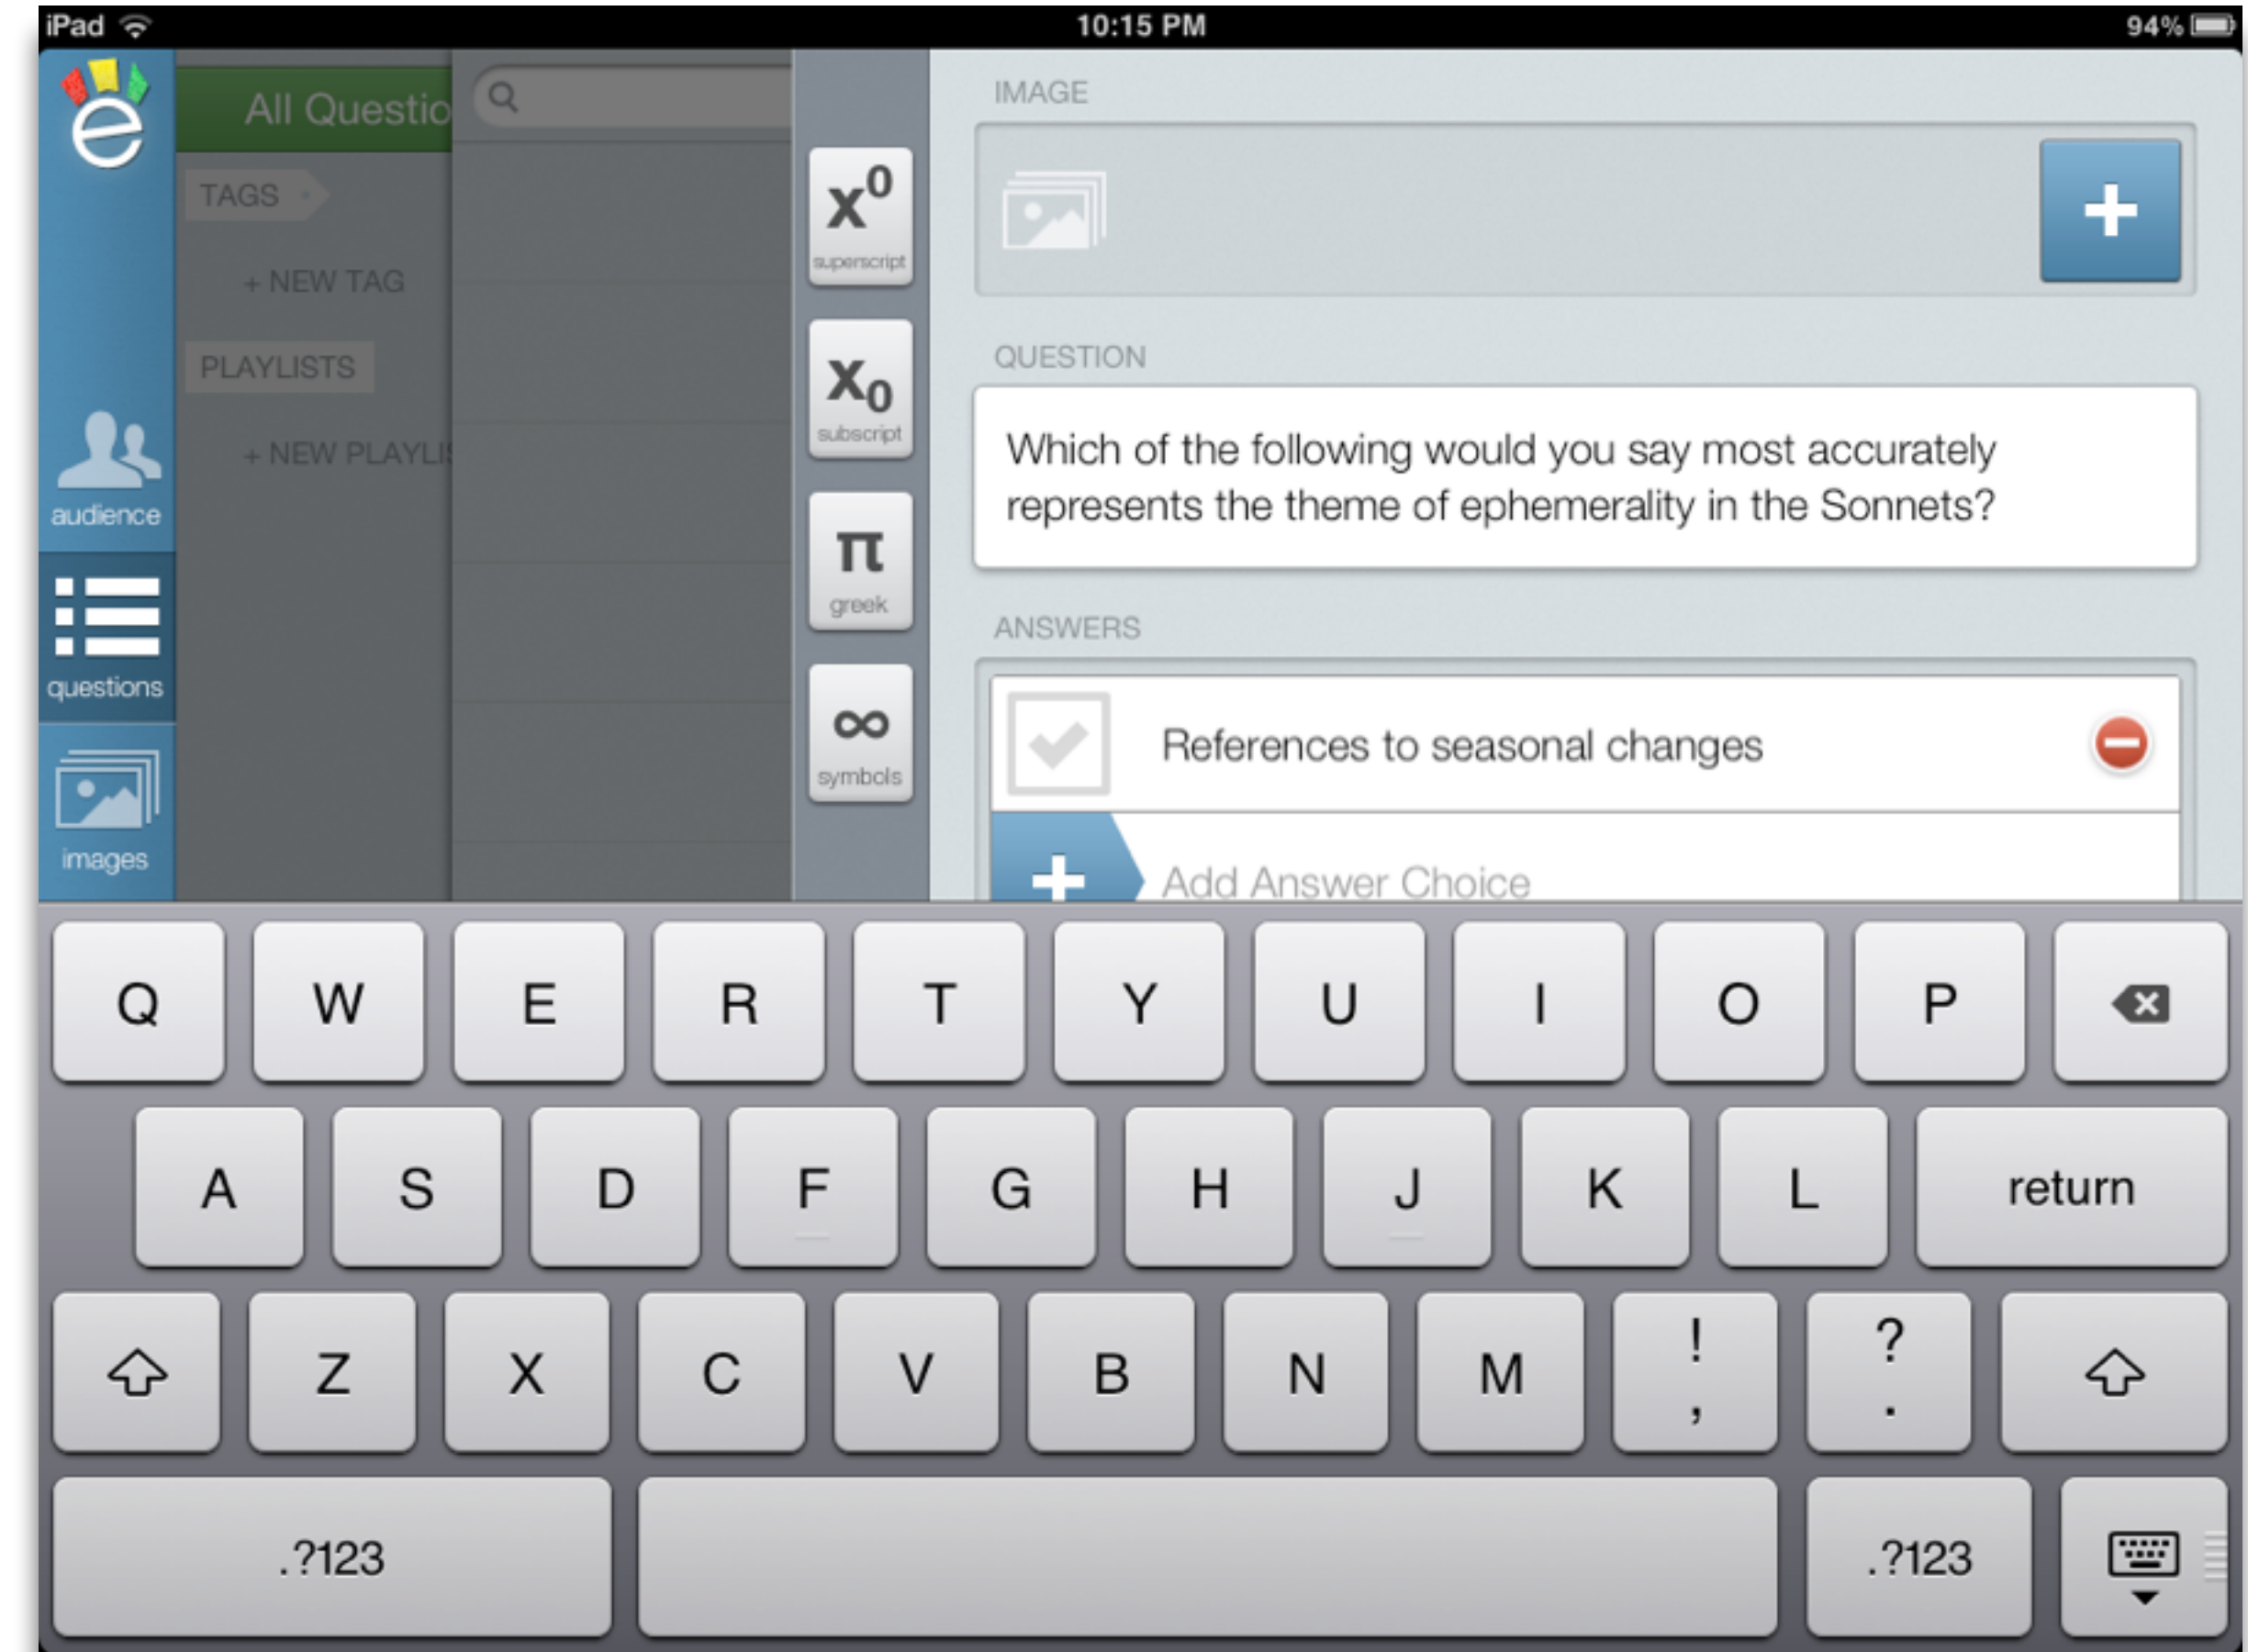 iPad
10:15 PM
94%
e
All Questio
TAGS
+ NEW TAG
PLAYLISTS
+ NEW PLAYLIS
audience
questions
images
x⁰
superscript
x₀
subscript
π
greek
∞
symbols
IMAGE
QUESTION
Which of the following would you say most accurately
represents the theme of ephemerality in the Sonnets?
ANSWERS
References to seasonal changes
Add Answer Choice
Q W E R T Y U I O P
A S D F G H J K L return
Z X C V B N M ! , ? .
.?123 .?123